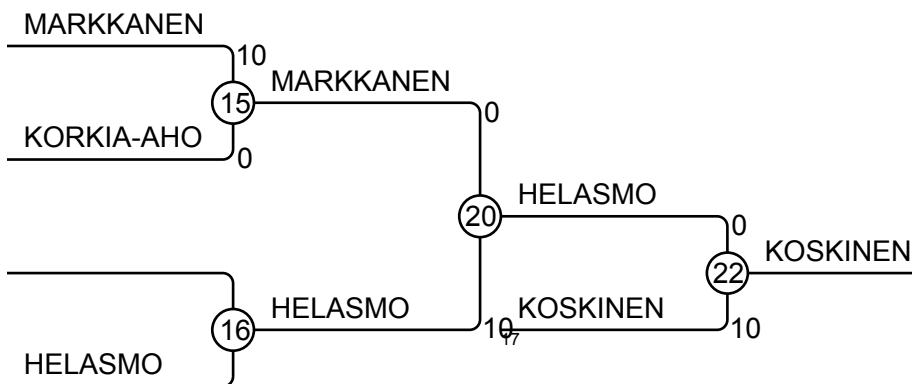 MARKKANEN
10
15
MARKKANEN
0
KORKIA-AHO
0
20
HELASMO
0
22
KOSKINEN
16
HELASMO
10
17
KOSKINEN
10
HELASMO